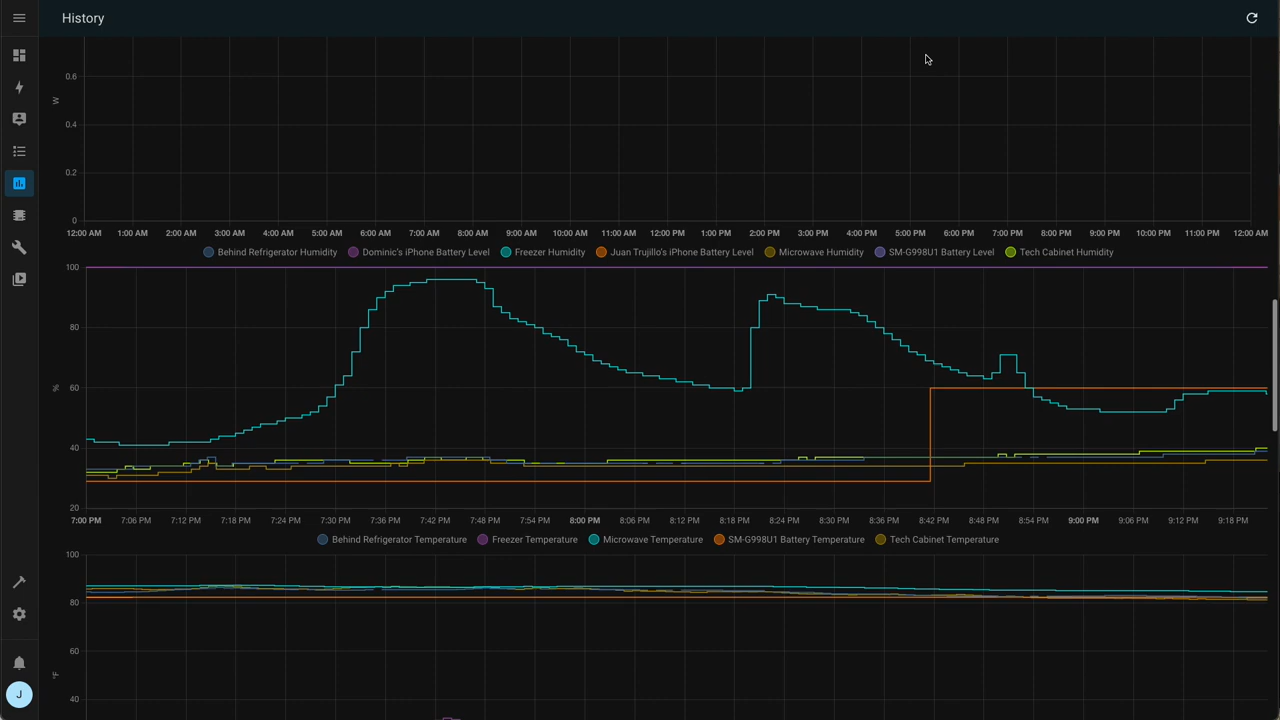 History
0.6
W
0.4
0.2
0
12:00 AM 1:00 AM 2:00 AM 3:00 AM 4:00 AM 5:00 AM 6:00 AM 7:00 AM 8:00 AM 9:00 AM 10:00 AM 11:00 AM 12:00 PM 1:00 PM 2:00 PM 3:00 PM 4:00 PM 5:00 PM 6:00 PM 7:00 PM 8:00 PM 9:00 PM 10:00 PM 11:00 PM 12:00 AM
Behind Refrigerator Humidity Dominic's iPhone Battery Level Freezer Humidity Juan Trujillo's iPhone Battery Level Microwave Humidity SM-G998U1 Battery Level Tech Cabinet Humidity
100
80
%
60
40
20
7:00 PM 7:06 PM 7:12 PM 7:18 PM 7:24 PM 7:30 PM 7:36 PM 7:42 PM 7:48 PM 7:54 PM 8:00 PM 8:06 PM 8:12 PM 8:18 PM 8:24 PM 8:30 PM 8:36 PM 8:42 PM 8:48 PM 8:54 PM 9:00 PM 9:06 PM 9:12 PM 9:18 PM
Behind Refrigerator Temperature Freezer Temperature Microwave Temperature SM-G998U1 Battery Temperature Tech Cabinet Temperature
100
80
60
°F
40
J